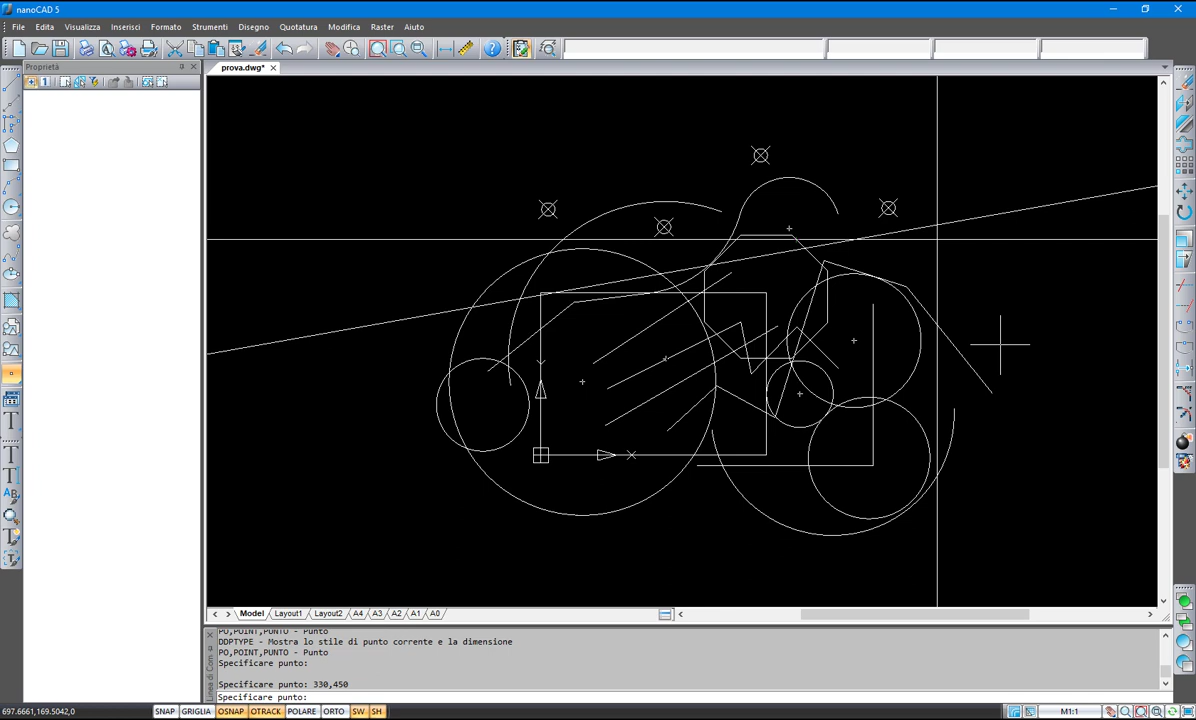 nanoCAD 5
File Edita Visualizza Inserisci Formato Strumenti Disegno Quotatura Modifica Raster Aiuto
Proprietà
prova.dwg*
Model Layout1 Layout2 A4 A3 A2 A1 A0
PO,POINT,PUNTO - Punto
DDPTYPE - Mostra lo stile di punto corrente e la dimensione
PO,POINT,PUNTO - Punto
Specificare punto:
Specificare punto: 330,450
Specificare punto:
Linea di Com
697.6661,169.5042,0 SNAP GRIGLIA OSNAP OTRACK POLARE ORTO SW SH M1:1